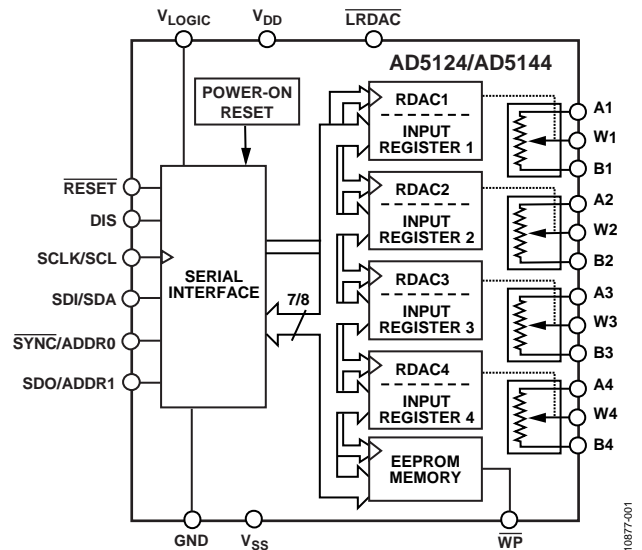 VLOGIC
VDD
LRDAC
AD5124/AD5144
POWER-ON
RESET
RDAC1
INPUT
REGISTER 1
A1
W1
B1
RESET
DIS
SCLK/SCL
SDI/SDA
SYNC/ADDR0
SDO/ADDR1
SERIAL
INTERFACE
7/8
RDAC2
INPUT
REGISTER 2
A2
W2
B2
RDAC3
INPUT
REGISTER 3
A3
W3
B3
RDAC4
INPUT
REGISTER 4
A4
W4
B4
EEPROM
MEMORY
GND
VSS
WP
10877-001